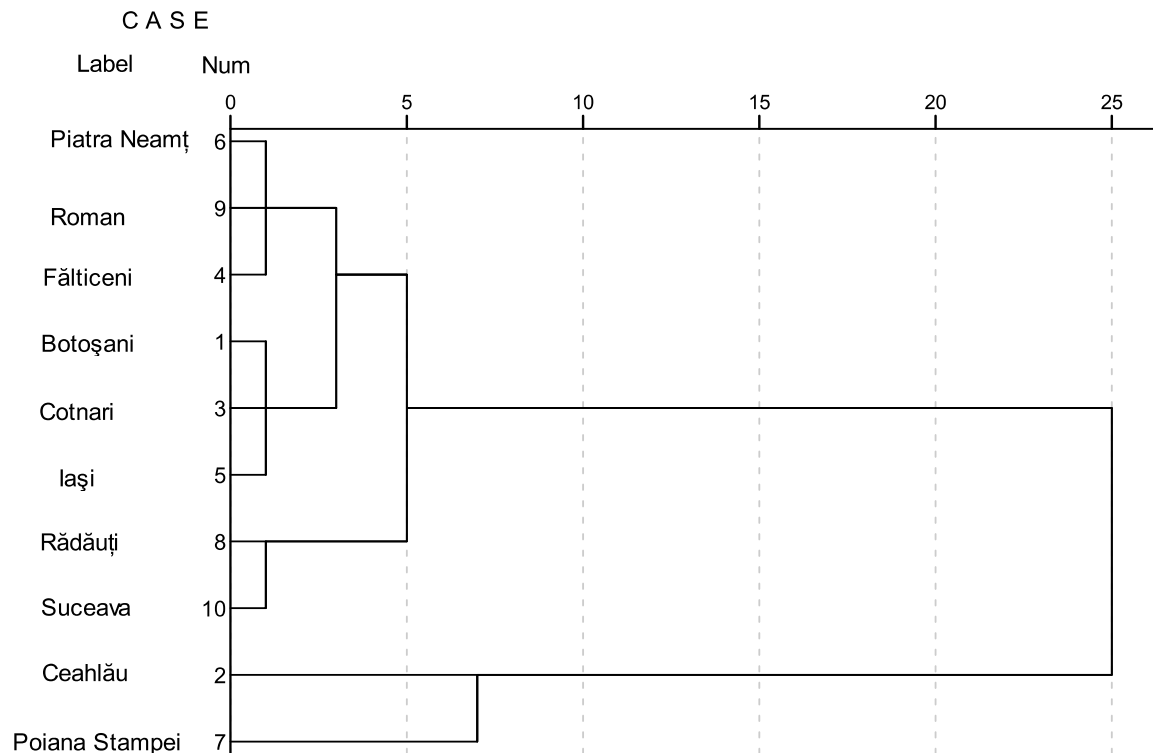 C A S E
Label Num
0 5 10 15 20 25
Piatra Neamț 6
Roman 9
Fălticeni 4
Botoşani 1
Cotnari 3
Iaşi 5
Rădăuți 8
Suceava 10
Ceahlău 2
Poiana Stampei 7